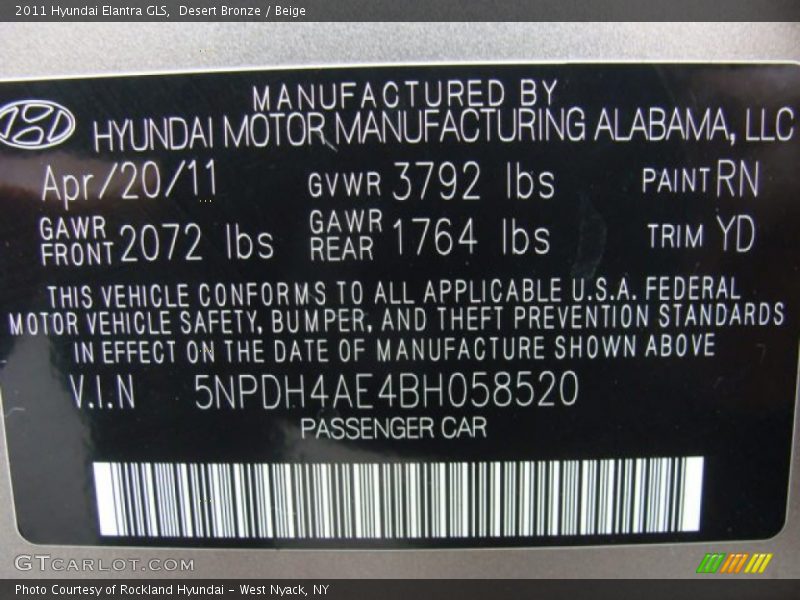 2011 Hyundai Elantra GLS, Desert Bronze / Beige
MANUFACTURED BY
HYUNDAI MOTOR MANUFACTURING ALABAMA, LLC
Apr/20/11 GVWR 3792 lbs PAINT RN
GAWR FRONT 2072 lbs GAWR REAR 1764 lbs TRIM YD
THIS VEHICLE CONFORMS TO ALL APPLICABLE U.S.A. FEDERAL
MOTOR VEHICLE SAFETY, BUMPER, AND THEFT PREVENTION STANDARDS
IN EFFECT ON THE DATE OF MANUFACTURE SHOWN ABOVE
V.I.N 5NPDH4AE4BH058520
PASSENGER CAR
GTCARLOT.COM
Photo Courtesy of Rockland Hyundai - West Nyack, NY